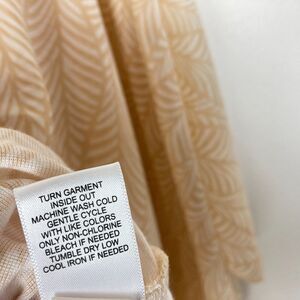 TURN GARMENT
INSIDE OUT
MACHINE WASH COLD
GENTLE CYCLE
WITH LIKE COLORS
ONLY NON-CHLORINE
BLEACH IF NEEDED
TUMBLE DRY LOW
COOL IRON IF NEEDED